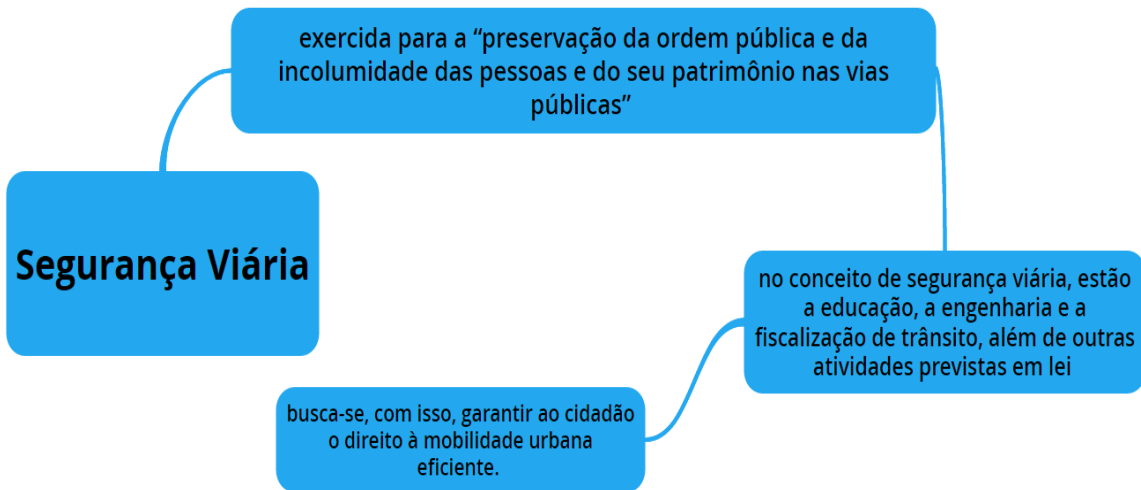 exercida para a “preservação da ordem pública e da
incolumidade das pessoas e do seu patrimônio nas vias
públicas”
Segurança Viária
no conceito de segurança viária, estão
a educação, a engenharia e a
fiscalização de trânsito, além de outras
atividades previstas em lei
busca-se, com isso, garantir ao cidadão
o direito à mobilidade urbana
eficiente.